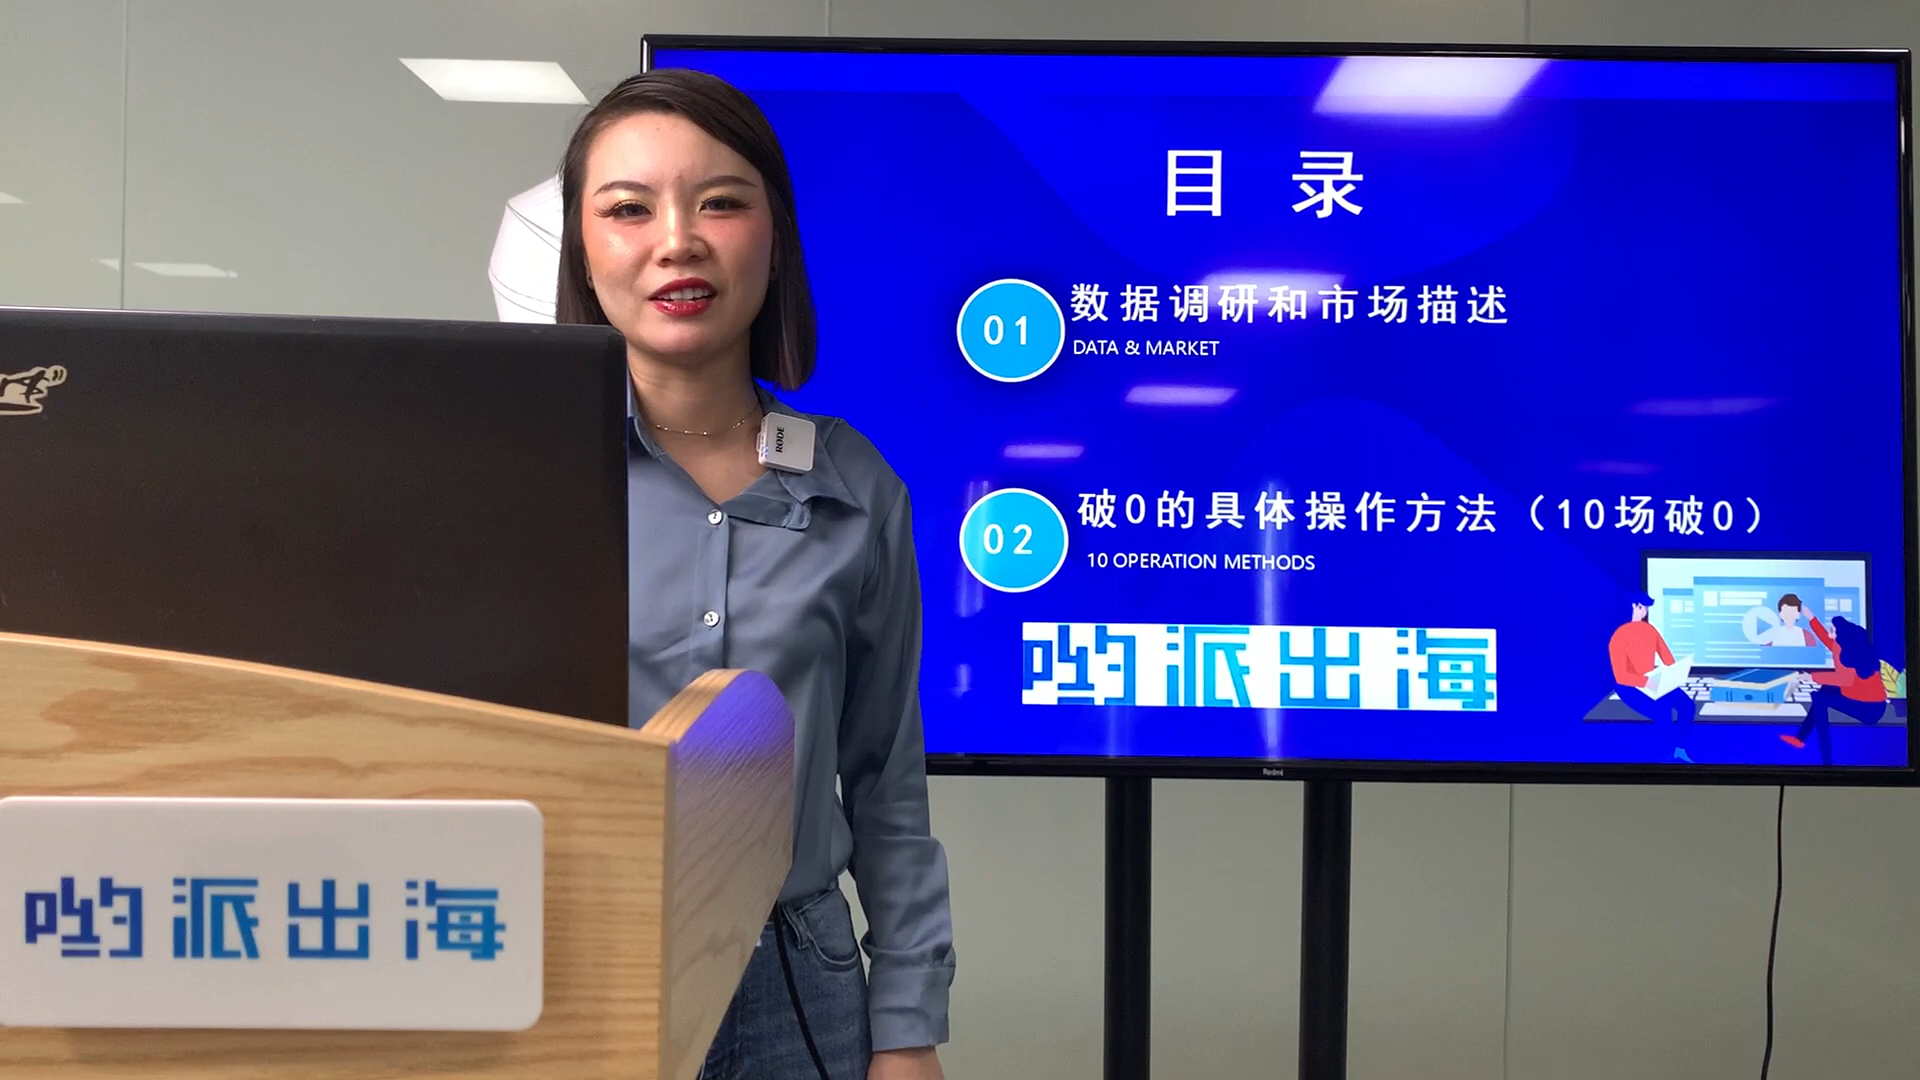 目 录
01
数据调研和市场描述
DATA & MARKET
02
破0的具体操作方法（10场破0）
10 OPERATION METHODS
哟派出海
Redmi
RØDE
哟派出海